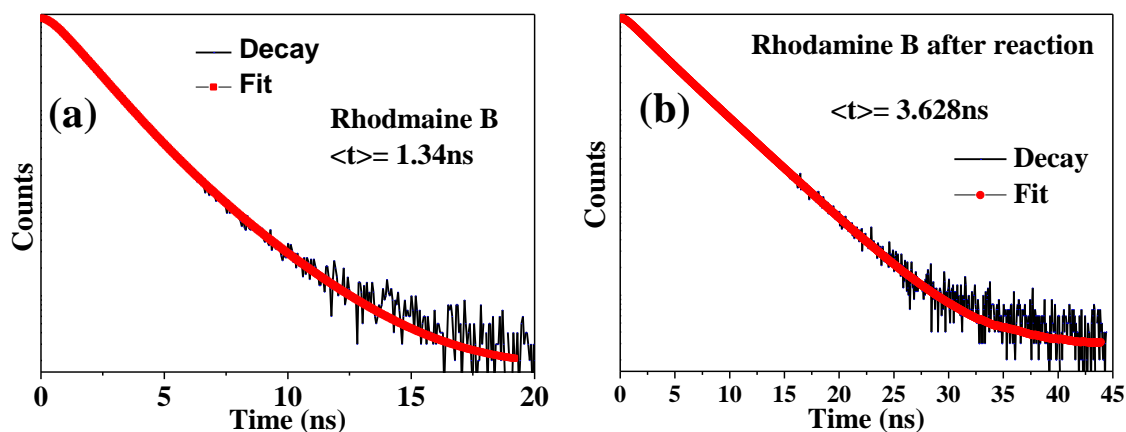 (a)
Decay
Fit
Rhodmaine B
<t>= 1.34ns
Counts
0 5 10 15 20
Time (ns)
(b)
Rhodamine B after reaction
<t>= 3.628ns
Decay
Fit
Counts
0 5 10 15 20 25 30 35 40 45
Time (ns)